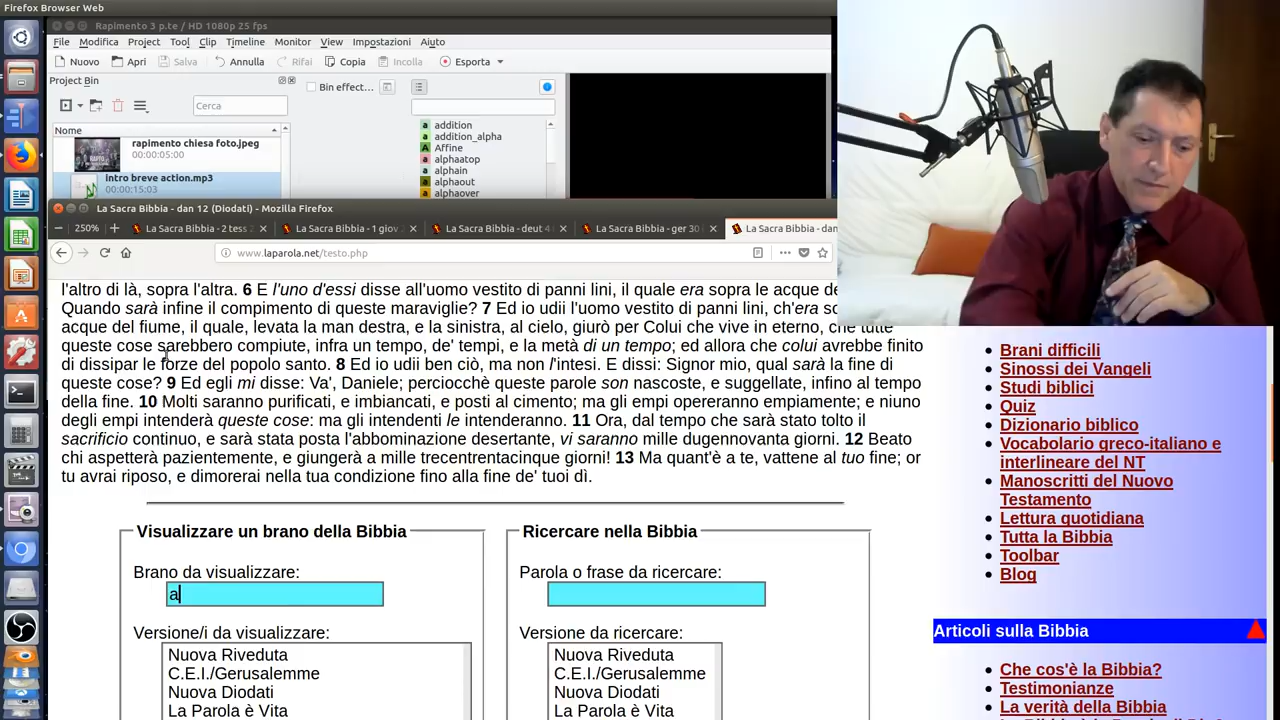 Firefox Browser Web
Rapimento 3 p.te / HD 1080p 25 fps
File Modifica Project Tool Clip Timeline Monitor View Impostazioni Aiuto
Nuovo Apri Salva Annulla Rifai Copia Incolla Esporta
Project Bin
Bin effect...
Cerca
Nome
rapimento chiesa foto.jpeg
00:00:05:00
intro breve action.mp3
00:00:15;03
addition
addition_alpha
Affine
alphaatop
alphain
alphaout
alphaover
La Sacra Bibbia - dan 12 (Diodati) - Mozilla Firefox
250% La Sacra Bibbia - 2 tess 2 La Sacra Bibbia - 1 giov La Sacra Bibbia - deut 4 La Sacra Bibbia - ger 30 La Sacra Bibbia - dan
www.laparola.net/testo.php
l'altro di là, sopra l'altra. 6 E l'uno d'essi disse all'uomo vestito di panni lini, il quale era sopra le acque de
Quando sarà infine il compimento di queste maraviglie? 7 Ed io udii l'uomo vestito di panni lini, ch'era
acque del fiume, il quale, levata la man destra, e la sinistra, al cielo, giurò per Colui che vive in eterno, che tutte
queste cose sarebbero compiute, infra un tempo, de' tempi, e la metà di un tempo; ed allora che colui avrebbe finito
di dissipar le forze del popolo santo. 8 Ed io udii ben ciò, ma non l'intesi. E dissi: Signor mio, qual sarà la fine di
queste cose? 9 Ed egli mi disse: Va', Daniele; perciocchè queste parole son nascoste, e suggellate, infino al tempo
della fine. 10 Molti saranno purificati, e imbancati, e posti al cimento; ma gli empi opereranno empiamente; e niuno
degli empi intenderà queste cose: ma gli intendenti le intenderanno. 11 Ora, dal tempo che sarà stato tolto il
sacrificio continuo, e sarà stata posta l'abbominazione desertante, vi saranno mille dugennovanta giorni. 12 Beato
chi aspetterà pazientemente, e giungerà a mille trecentrentacinque giorni! 13 Ma quant'è a te, vattene al tuo fine; or
tu avrai riposo, e dimorerai nella tua condizione fino alla fine de' tuoi dì.
Visualizzare un brano della Bibbia
Brano da visualizzare:
a
Versione/i da visualizzare:
Nuova Riveduta
C.E.I./Gerusalemme
Nuova Diodati
La Parola è Vita
Ricercare nella Bibbia
Parola o frase da ricercare:
Versione da ricercare:
Nuova Riveduta
C.E.I./Gerusalemme
Nuova Diodati
La Parola è Vita
Brani difficili
Sinossi dei Vangeli
Studi biblici
Quiz
Dizionario biblico
Vocabolario greco-italiano e
interlineare del NT
Manoscritti del Nuovo
Testamento
Lettura quotidiana
Tutta la Bibbia
Toolbar
Blog
Articoli sulla Bibbia
Che cos'è la Bibbia?
Testimonianze
La verità della Bibbia